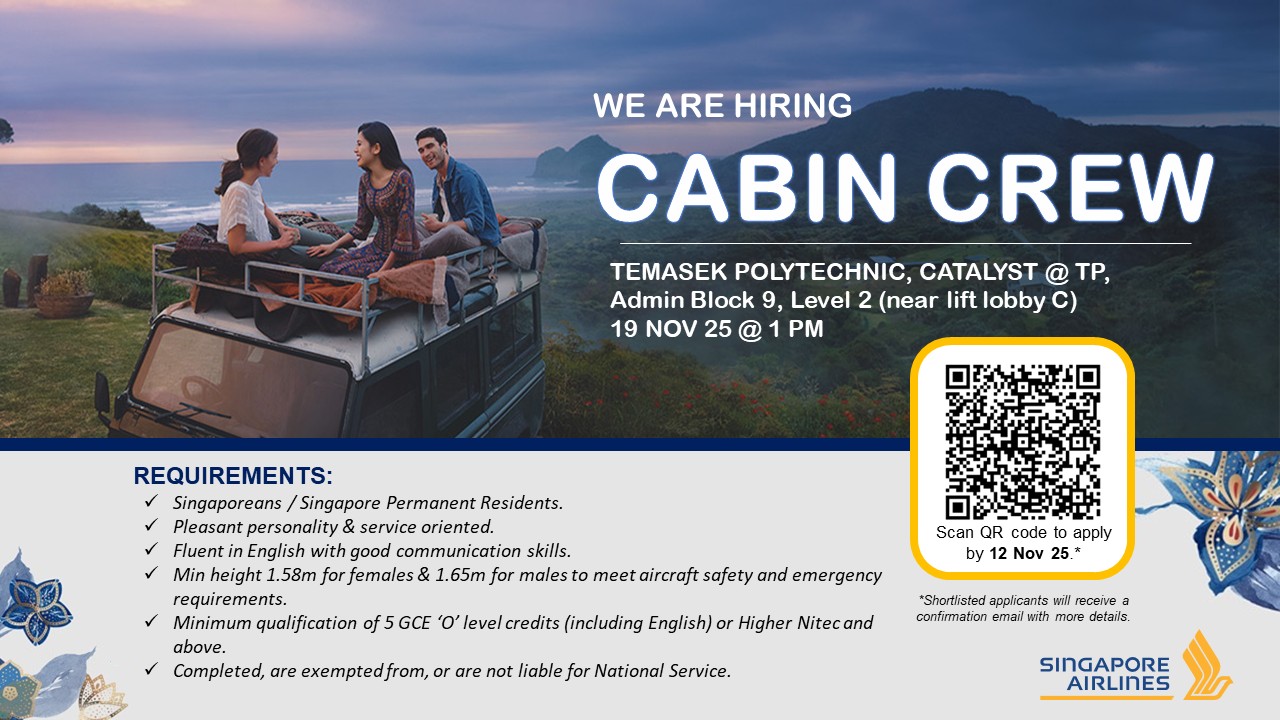 WE ARE HIRING
CABIN CREW
TEMASEK POLYTECHNIC, CATALYST @ TP,
Admin Block 9, Level 2 (near lift lobby C)
19 NOV 25 @ 1 PM
Scan QR code to apply
by 12 Nov 25.*
*Shortlisted applicants will receive a
confirmation email with more details.
REQUIREMENTS:
✓ Singaporeans / Singapore Permanent Residents.
✓ Pleasant personality & service oriented.
✓ Fluent in English with good communication skills.
✓ Min height 1.58m for females & 1.65m for males to meet aircraft safety and emergency
requirements.
✓ Minimum qualification of 5 GCE ‘O’ level credits (including English) or Higher Nitec and
above.
✓ Completed, are exempted from, or are not liable for National Service.
SINGAPORE
AIRLINES